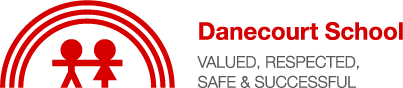 Danecourt School
VALUED, RESPECTED,
SAFE & SUCCESSFUL